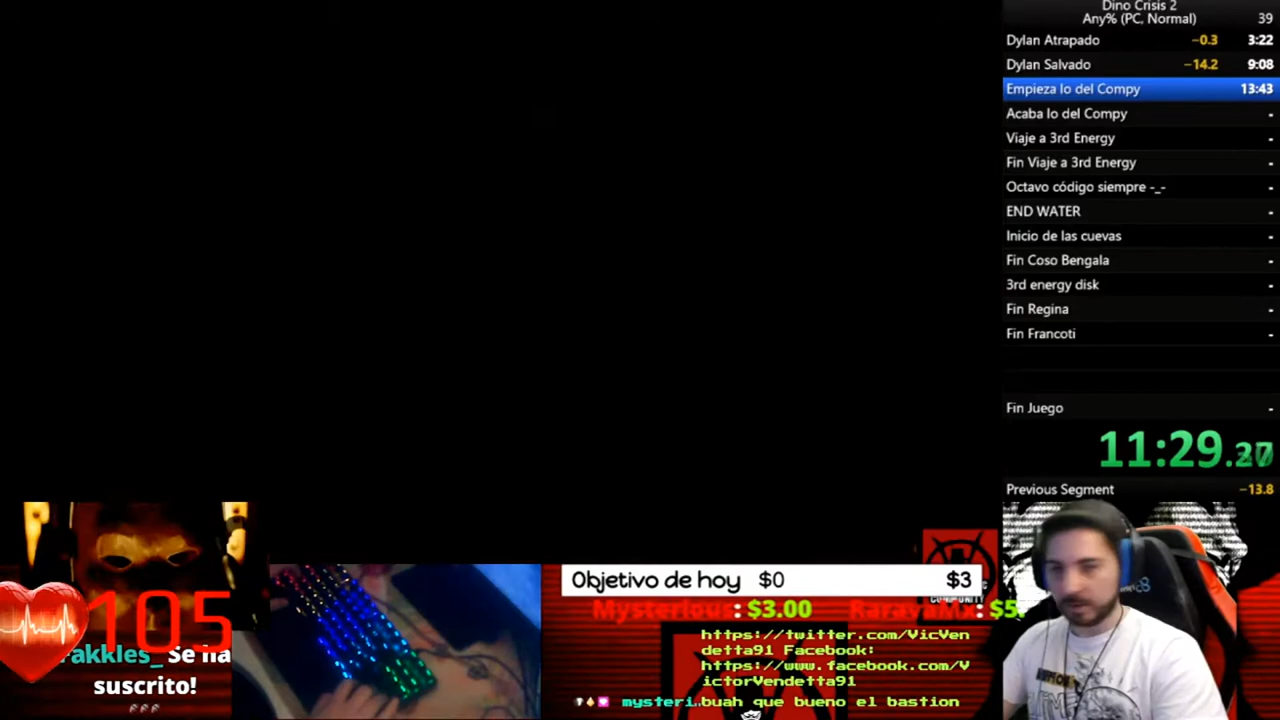 Dino Crisis 2
Any% (PC, Normal) 39
Dylan Atrapado −0.3 3:22
Dylan Salvado −14.2 9:08
Empieza lo del Compy 13:43
Acaba lo del Compy -
Viaje a 3rd Energy -
Fin Viaje a 3rd Energy -
Octavo código siempre -_- -
END WATER -
Inicio de las cuevas -
Fin Coso Bengala -
3rd energy disk -
Fin Regina -
Fin Francoti -
Fin Juego -
11:29
Previous Segment −13.8
105
akkles_ Se ha
suscrito!
Objetivo de hoy $0 $3
Mysterious: $3.00
https://twitter.com/VicVen
detta91 Facebook:
https://www.facebook.com/V
ictorVendetta91
mysteri.. buah que bueno el bastion